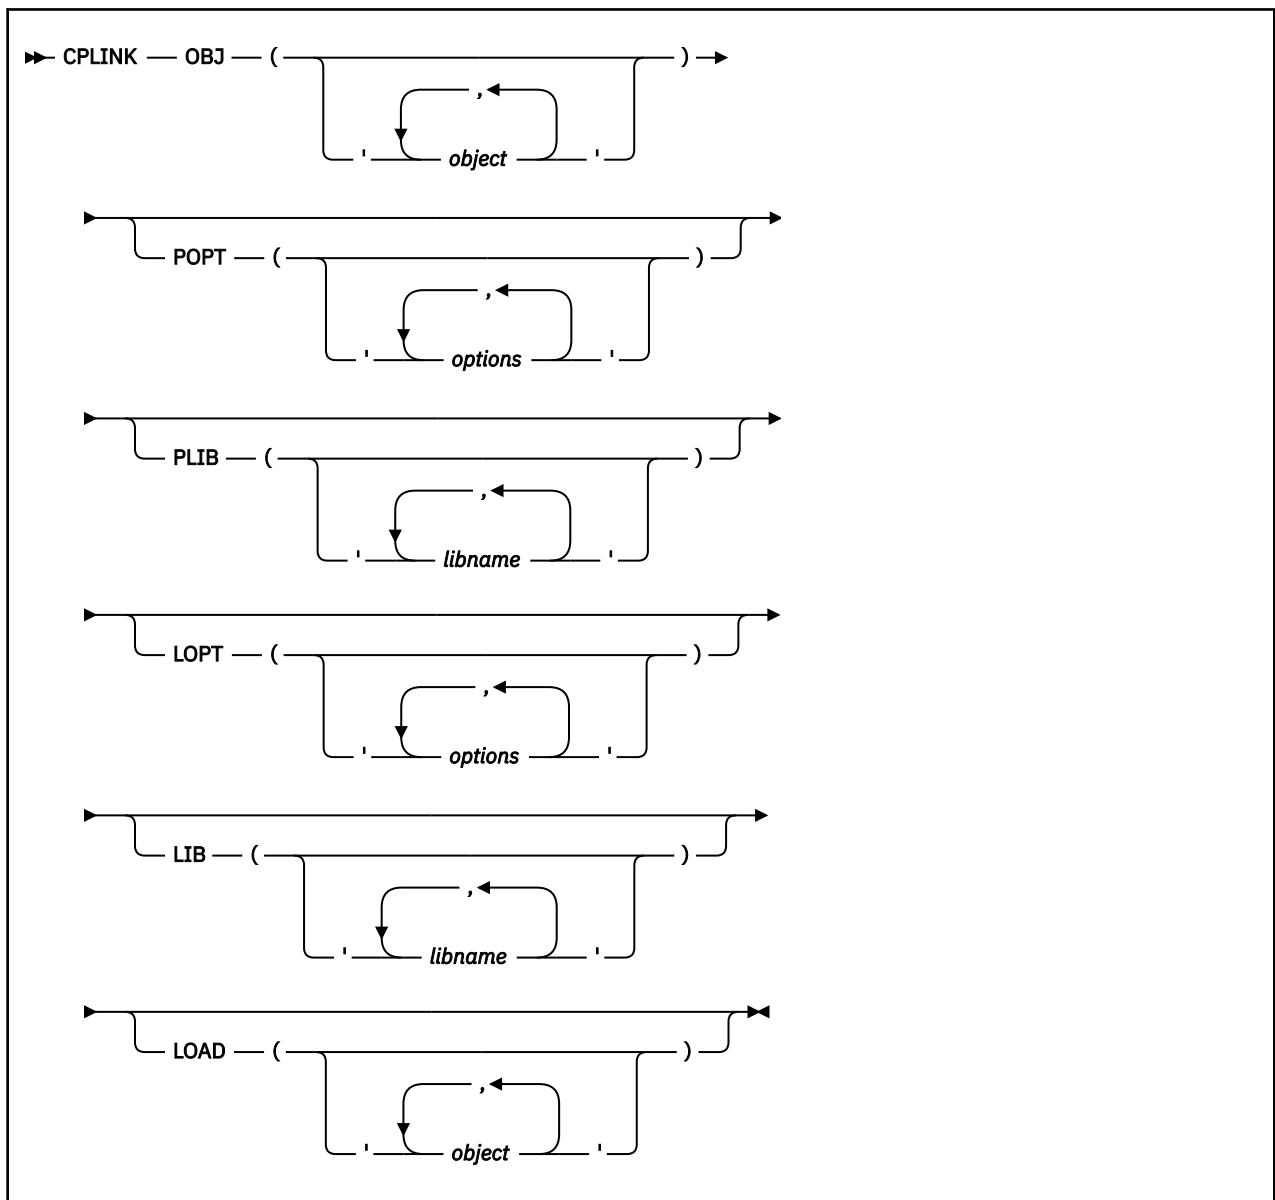 CPLINK OBJ ( )
,
' object '
POPT ( )
,
' options '
PLIB ( )
,
' libname '
LOPT ( )
,
' options '
LIB ( )
,
' libname '
LOAD ( )
,
' object '